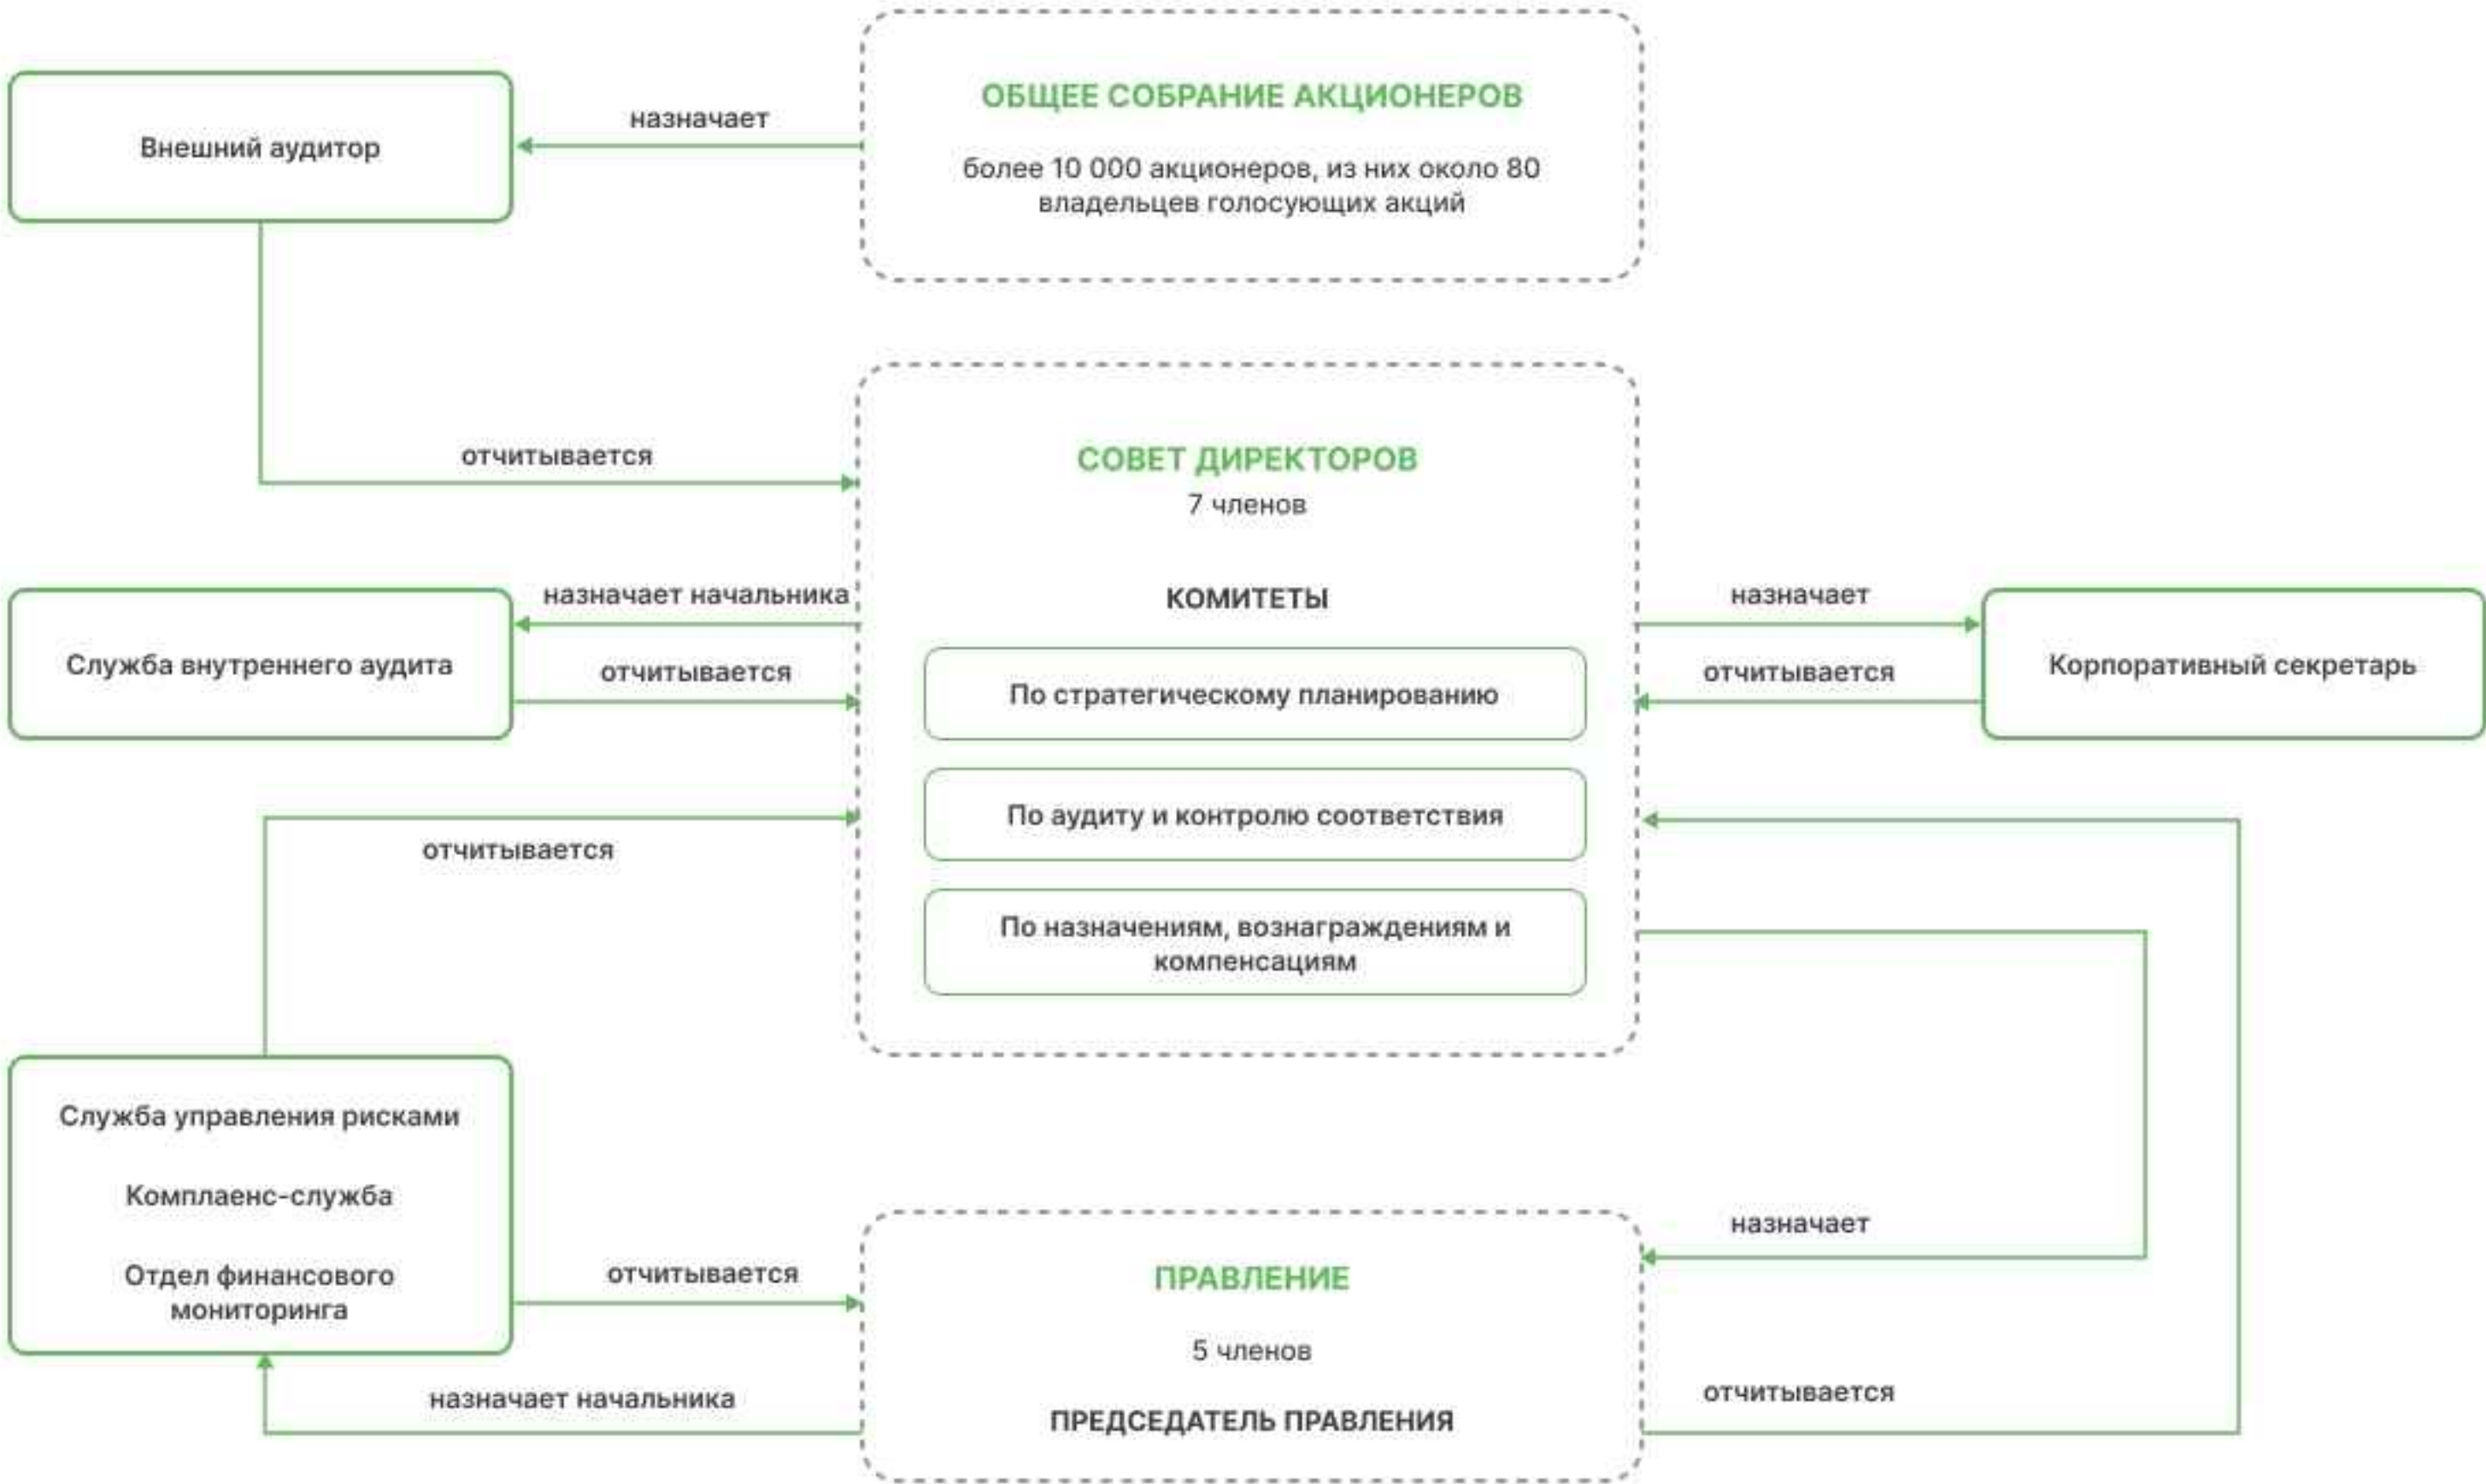 ОБЩЕЕ СОБРАНИЕ АКЦИОНЕРОВ
более 10 000 акционеров, из них около 80
владельцев голосующих акций
назначает
Внешний аудитор
отчитывается
СОВЕТ ДИРЕКТОРОВ
7 членов
КОМИТЕТЫ
По стратегическому планированию
По аудиту и контролю соответствия
По назначениям, вознаграждениям и
компенсациям
назначает начальника
Служба внутреннего аудита
отчитывается
назначает
Корпоративный секретарь
отчитывается
отчитывается
Служба управления рисками
Комплаенс-служба
Отдел финансового
мониторинга
отчитывается
назначает начальника
ПРАВЛЕНИЕ
5 членов
ПРЕДСЕДАТЕЛЬ ПРАВЛЕНИЯ
назначает
отчитывается